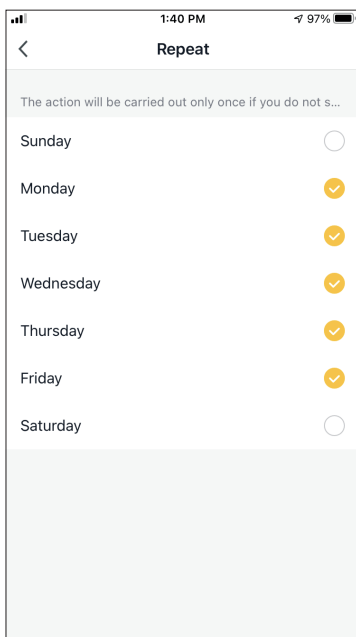 1:40 PM
97%
Repeat
The action will be carried out only once if you do not s...
Sunday
Monday
Tuesday
Wednesday
Thursday
Friday
Saturday